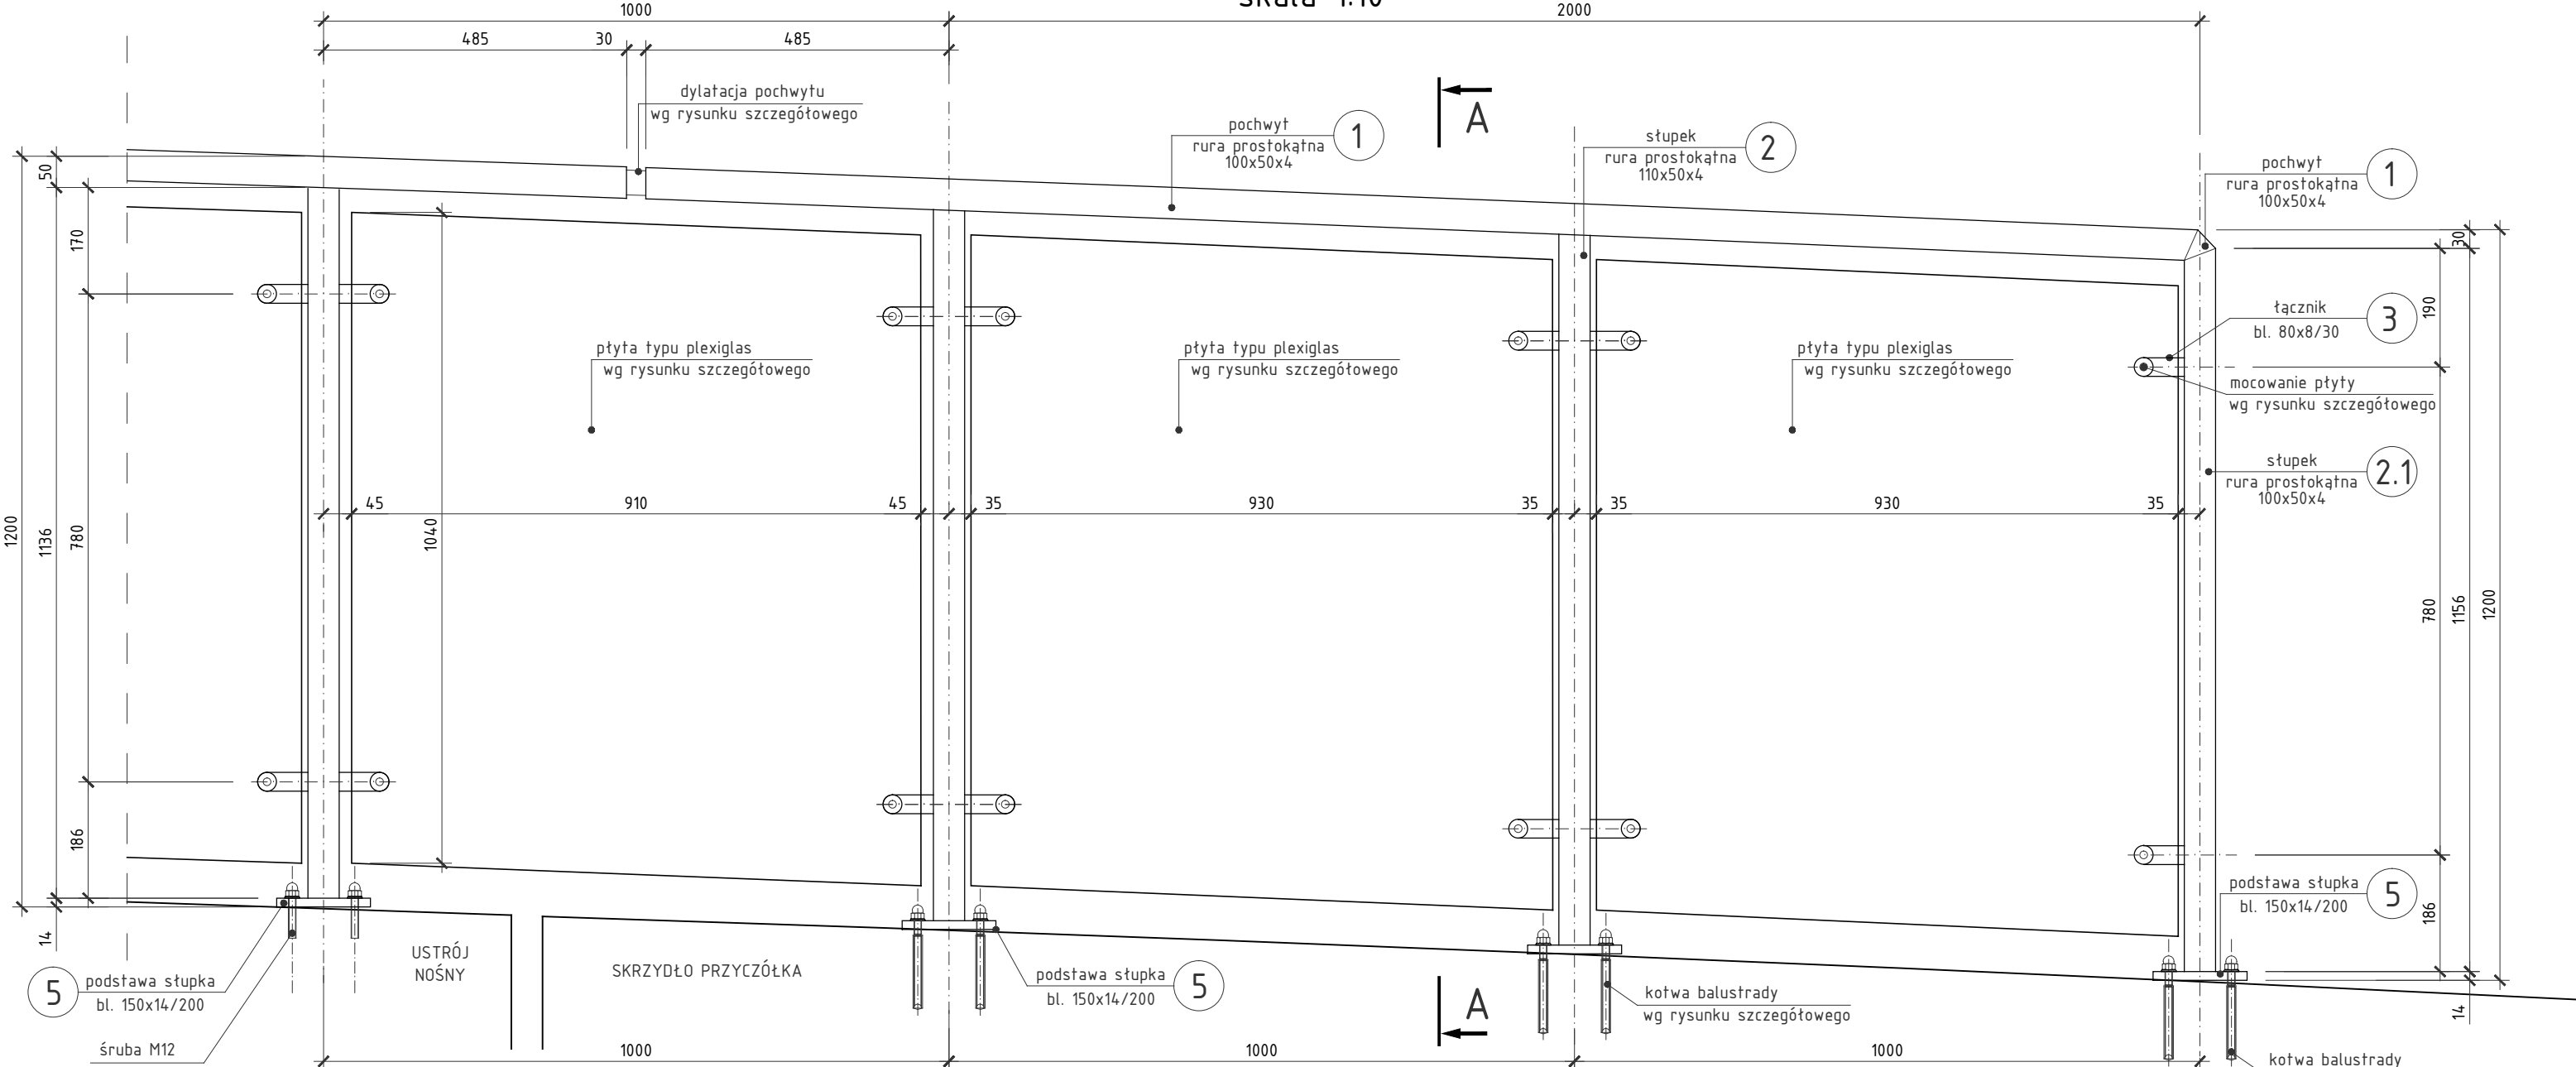 skala 1:10
1000
2000
485
30
485
dylatacja pochwytu
wg rysunku szczegółowego
A
pochwyt
rura prostokątna
100x50x4
1
słupek
rura prostokątna
110x50x4
2
pochwyt
rura prostokątna
100x50x4
1
50
170
30
190
łącznik
bl. 80x8/30
3
płyta typu plexiglas
wg rysunku szczegółowego
płyta typu plexiglas
wg rysunku szczegółowego
płyta typu plexiglas
wg rysunku szczegółowego
mocowanie płyty
wg rysunku szczegółowego
słupek
rura prostokątna
100x50x4
2.1
45
910
45
35
930
35
35
930
35
1200
1136
780
1040
780
1156
1200
186
14
podstawa słupka
bl. 150x14/200
5
186
14
USTRÓJ
NOŚNY
SKRZYDŁO PRZYCZÓŁKA
5
podstawa słupka
bl. 150x14/200
podstawa słupka
bl. 150x14/200
5
A
kotwa balustrady
wg rysunku szczegółowego
śruba M12
1000
1000
1000
kotwa balustrady